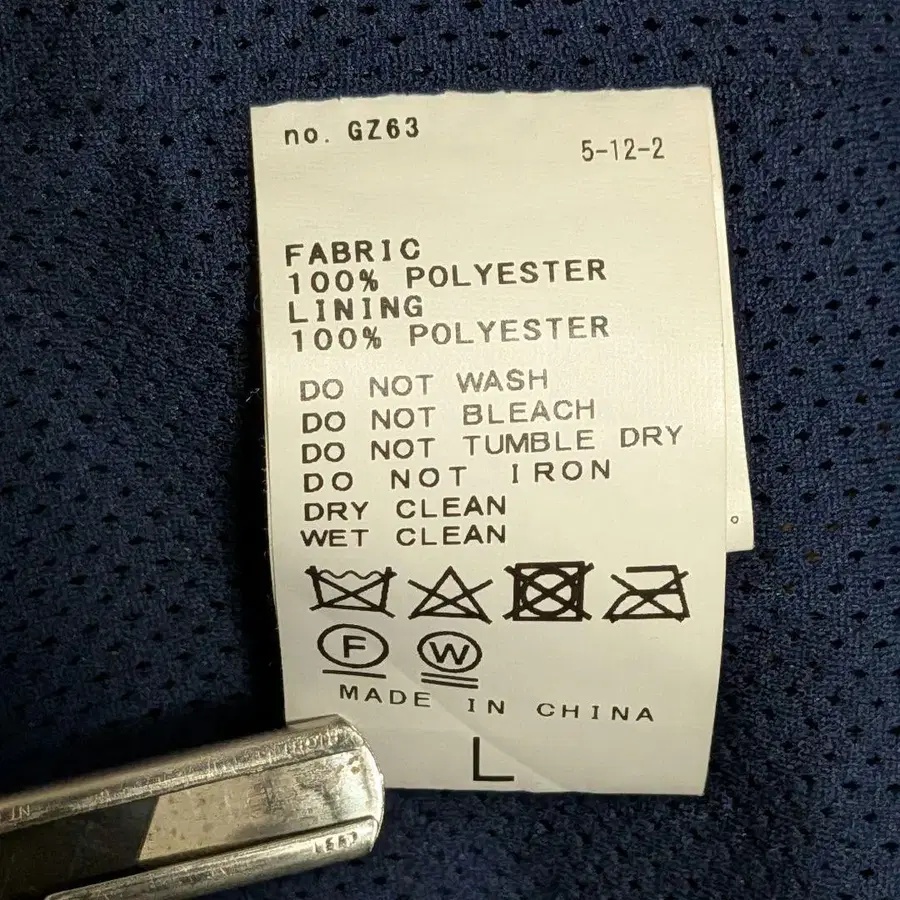 no. GZ63
5-12-2
FABRIC
100% POLYESTER
LINING
100% POLYESTER
DO NOT WASH
DO NOT BLEACH
DO NOT TUMBLE DRY
DO NOT IRON
DRY CLEAN
WET CLEAN
F W
MADE IN CHINA
L